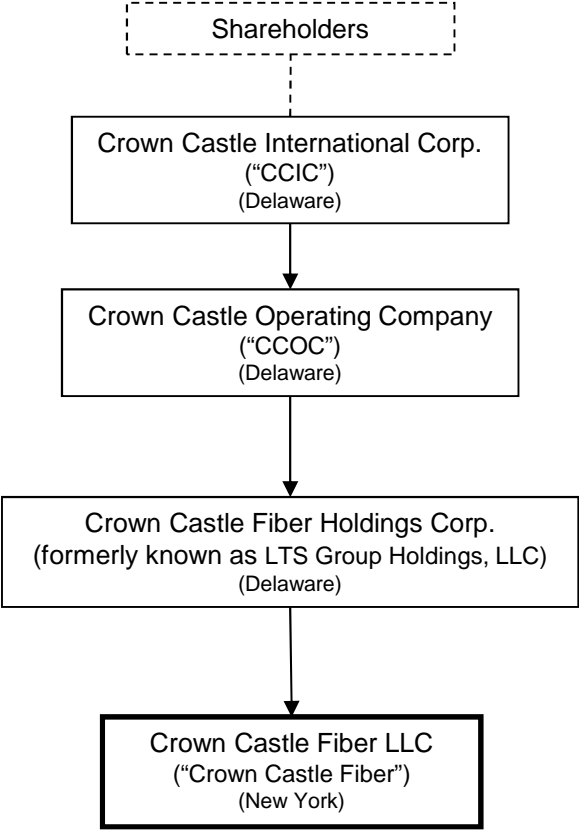 Shareholders
Crown Castle International Corp.
(“CCIC”)
(Delaware)
Crown Castle Operating Company
(“CCOC”)
(Delaware)
Crown Castle Fiber Holdings Corp.
(formerly known as LTS Group Holdings, LLC)
(Delaware)
Crown Castle Fiber LLC
(“Crown Castle Fiber”)
(New York)